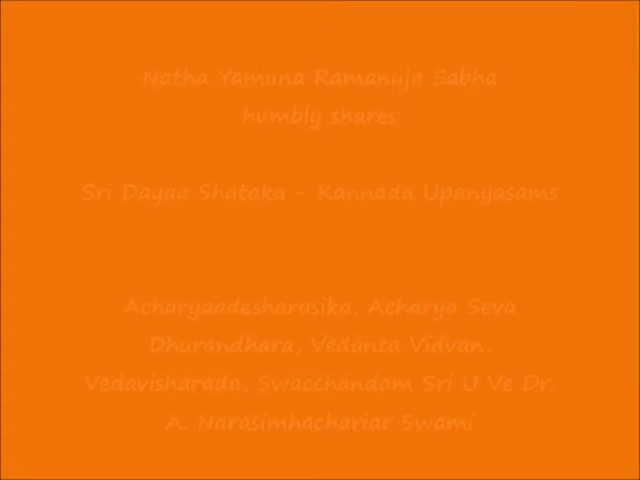 Natha Yamuna Ramanuja Sabha
humbly shares
Sri Dayaa Shataka - Kannada Upanyasams
Acharyaadesharasika, Acharya Seva
Dhurandhara, Vedanta Vidvan.
Vedavisharada, Swacchandam Sri U Ve Dr.
A. Narasimhachariar Swami